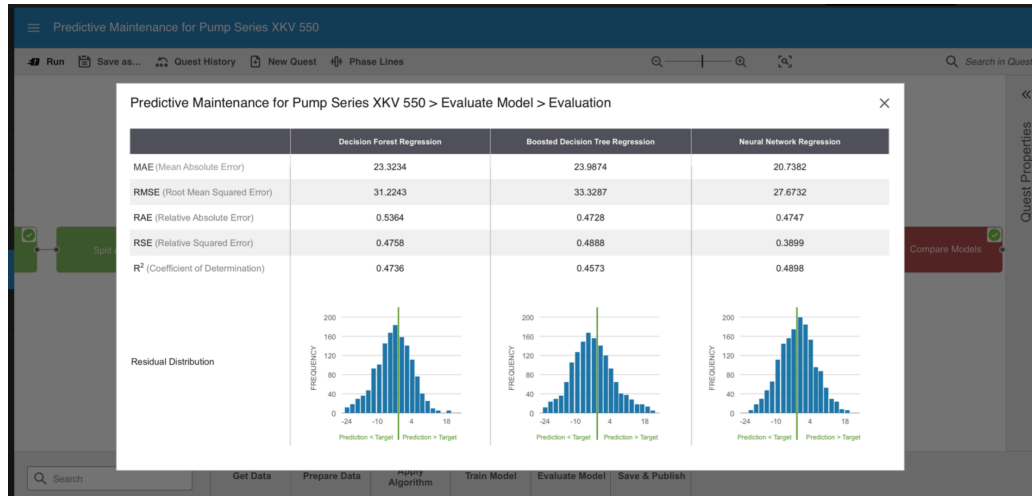 Predictive Maintenance for Pump Series XKV 550
Run Save as... Quest History New Quest Phase Lines Search in Quest
Predictive Maintenance for Pump Series XKV 550 > Evaluate Model > Evaluation
Decision Forest Regression Boosted Decision Tree Regression Neural Network Regression
MAE (Mean Absolute Error) 23.3234 23.9874 20.7382
RMSE (Root Mean Squared Error) 31.2243 33.3287 27.6732
RAE (Relative Absolute Error) 0.5364 0.4728 0.4747
RSE (Relative Squared Error) 0.4758 0.4888 0.3899
R² (Coefficient of Determination) 0.4736 0.4573 0.4898
Residual Distribution
FREQUENCY
200
160
120
80
40
0
-24 -10 4 18
Prediction < Target Prediction > Target
FREQUENCY
200
160
120
80
40
0
-24 -10 4 18
Prediction < Target Prediction > Target
FREQUENCY
200
160
120
80
40
0
-24 -10 4 18
Prediction < Target Prediction > Target
Split
Compare Models
Quest Properties
Search
Get Data Prepare Data Apply Algorithm Train Model Evaluate Model Save & Publish